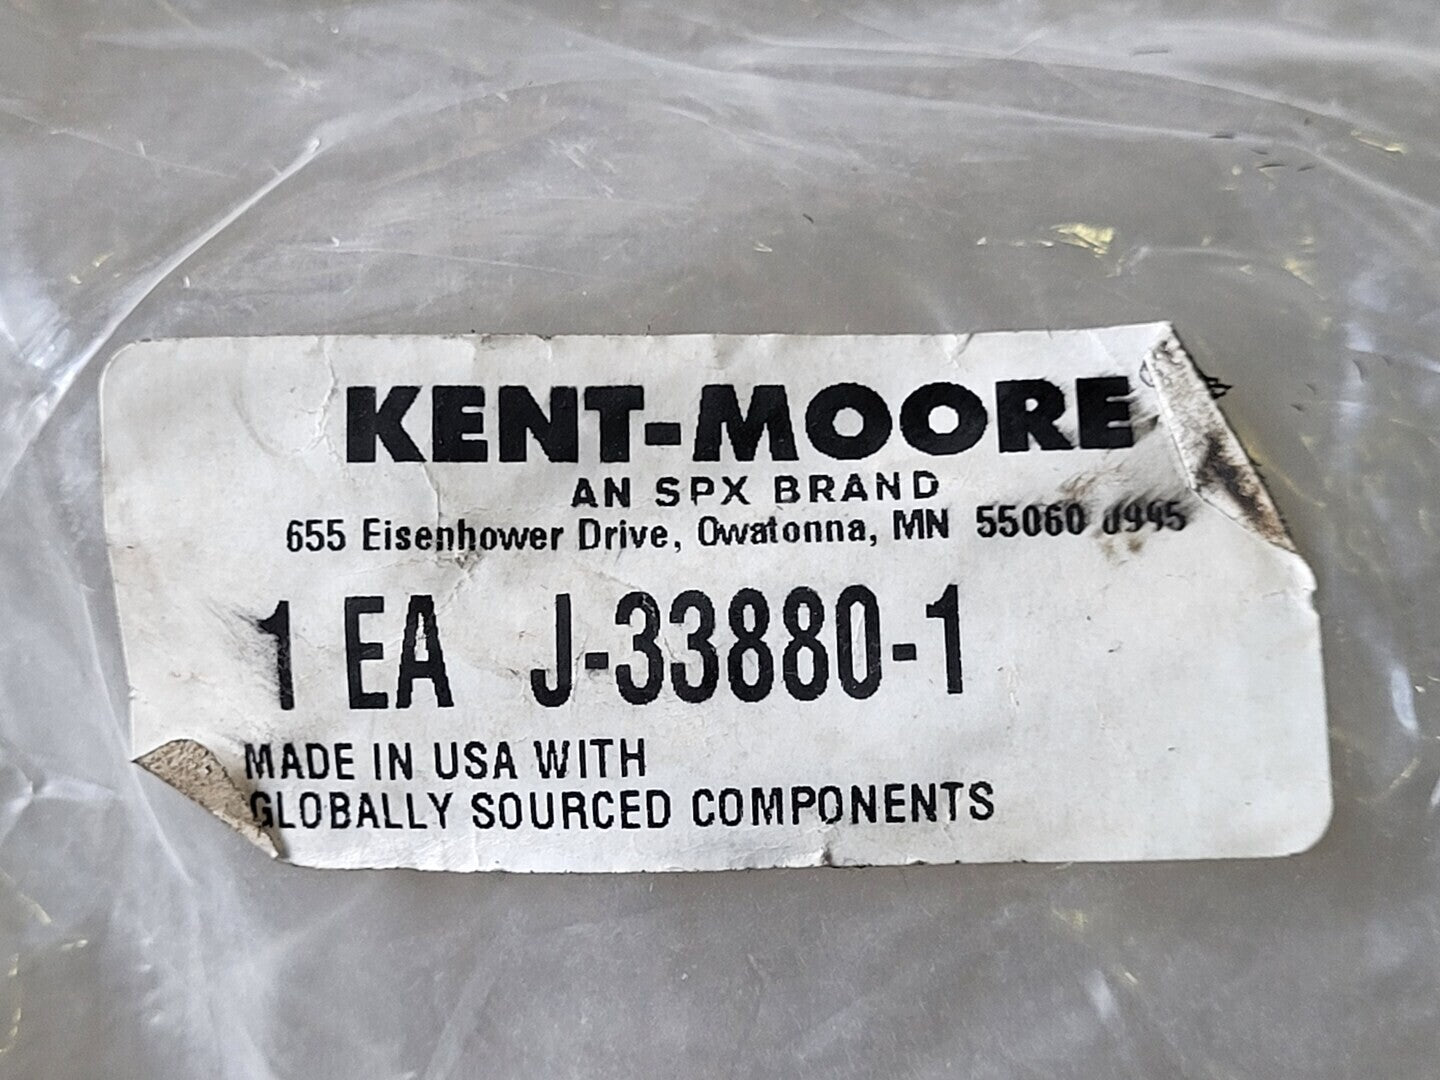 KENT-MOORE
AN SPX BRAND
655 Eisenhower Drive, Owatonna, MN 55060
1 EA J-33880-1
MADE IN USA WITH
GLOBALLY SOURCED COMPONENTS